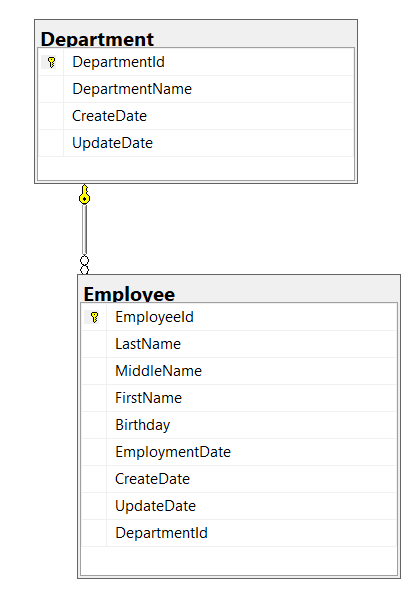 Department
DepartmentId
DepartmentName
CreateDate
UpdateDate
Employee
EmployeeId
LastName
MiddleName
FirstName
Birthday
EmploymentDate
CreateDate
UpdateDate
DepartmentId